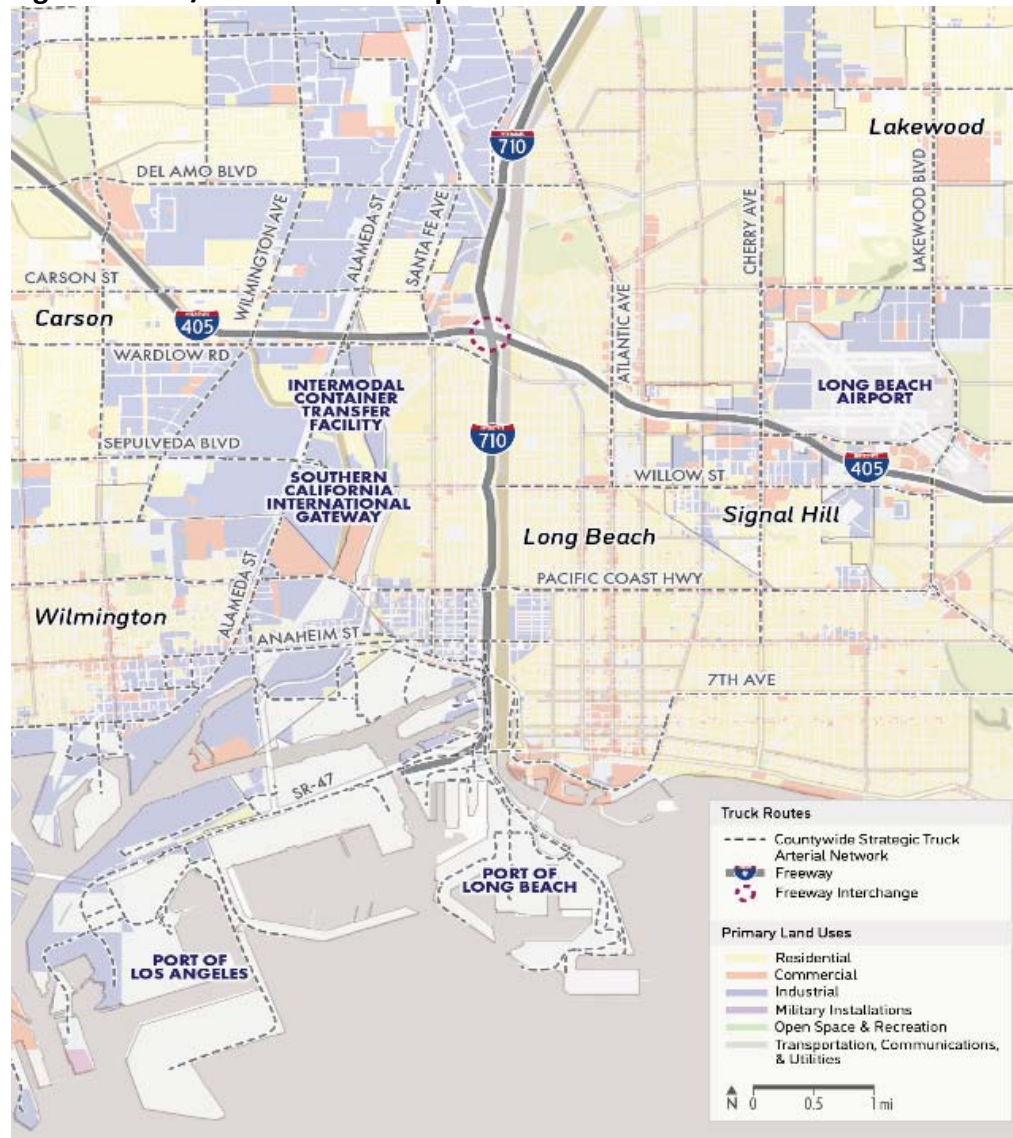 710
Lakewood
DEL AMO BLVD
LAKEWOOD BLVD
CHERRY AVE
WILMINGTON AVE
ALAMEDA ST
SANTA FE AVE
CARSON ST
ATLANTIC AVE
Carson
405
WARDLOW RD
INTERMODAL
CONTAINER
TRANSFER
FACILITY
LONG BEACH
AIRPORT
710
SEPULVEDA BLVD
405
WILLOW ST
SOUTHERN
CALIFORNIA
INTERNATIONAL
GATEWAY
Signal Hill
Long Beach
PACIFIC COAST HWY
ALAMEDA ST
Wilmington
ANAHEIM ST
7TH AVE
SR-47
PORT OF
LONG BEACH
PORT OF
LOS ANGELES
Truck Routes
Countywide Strategic Truck
Arterial Network
Freeway
Freeway Interchange
Primary Land Uses
Residential
Commercial
Industrial
Military Installations
Open Space & Recreation
Transportation, Communications,
& Utilities
N 0 0.5 1 mi